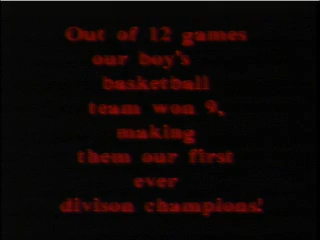 Out of 12 games
our boy's
basketball
team won 9,
making
them our first
ever
divison champions!